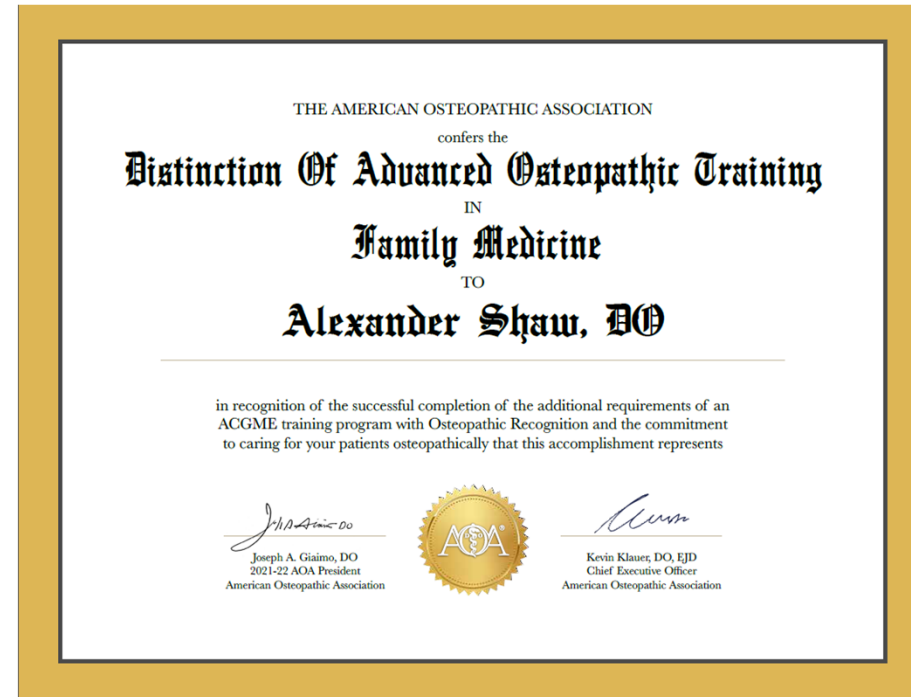 THE AMERICAN OSTEOPATHIC ASSOCIATION
confers the
Distinction Of Advanced Osteopathic Training
IN
Family Medicine
TO
Alexander Shaw, DO
in recognition of the successful completion of the additional requirements of an
ACGME training program with Osteopathic Recognition and the commitment
to caring for your patients osteopathically that this accomplishment represents
AOA
Joseph A. Giaimo, DO
2021-22 AOA President
American Osteopathic Association
Kevin Klauer, DO, EJD
Chief Executive Officer
American Osteopathic Association